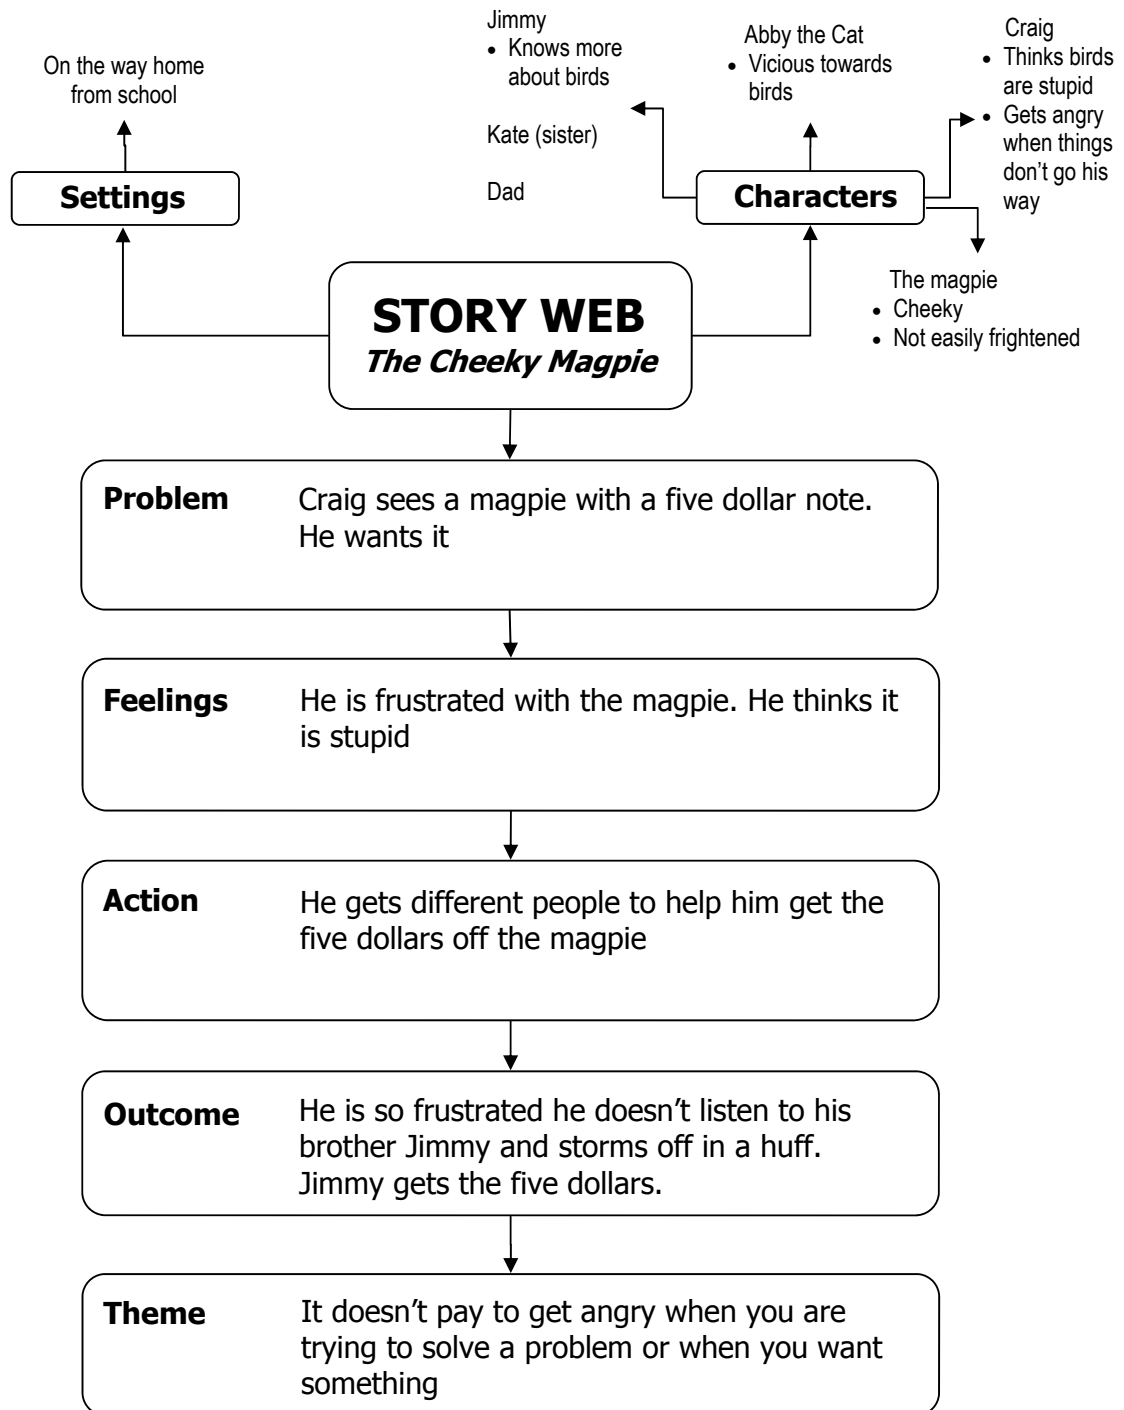 On the way home
from school
Settings
Jimmy
• Knows more
about birds
Kate (sister)
Dad
Abby the Cat
• Vicious towards
birds
Craig
• Thinks birds
are stupid
• Gets angry
when things
don't go his
way
Characters
The magpie
• Cheeky
• Not easily frightened
STORY WEB
The Cheeky Magpie
Problem
Craig sees a magpie with a five dollar note.
He wants it
Feelings
He is frustrated with the magpie. He thinks it
is stupid
Action
He gets different people to help him get the
five dollars off the magpie
Outcome
He is so frustrated he doesn't listen to his
brother Jimmy and storms off in a huff.
Jimmy gets the five dollars.
Theme
It doesn't pay to get angry when you are
trying to solve a problem or when you want
something